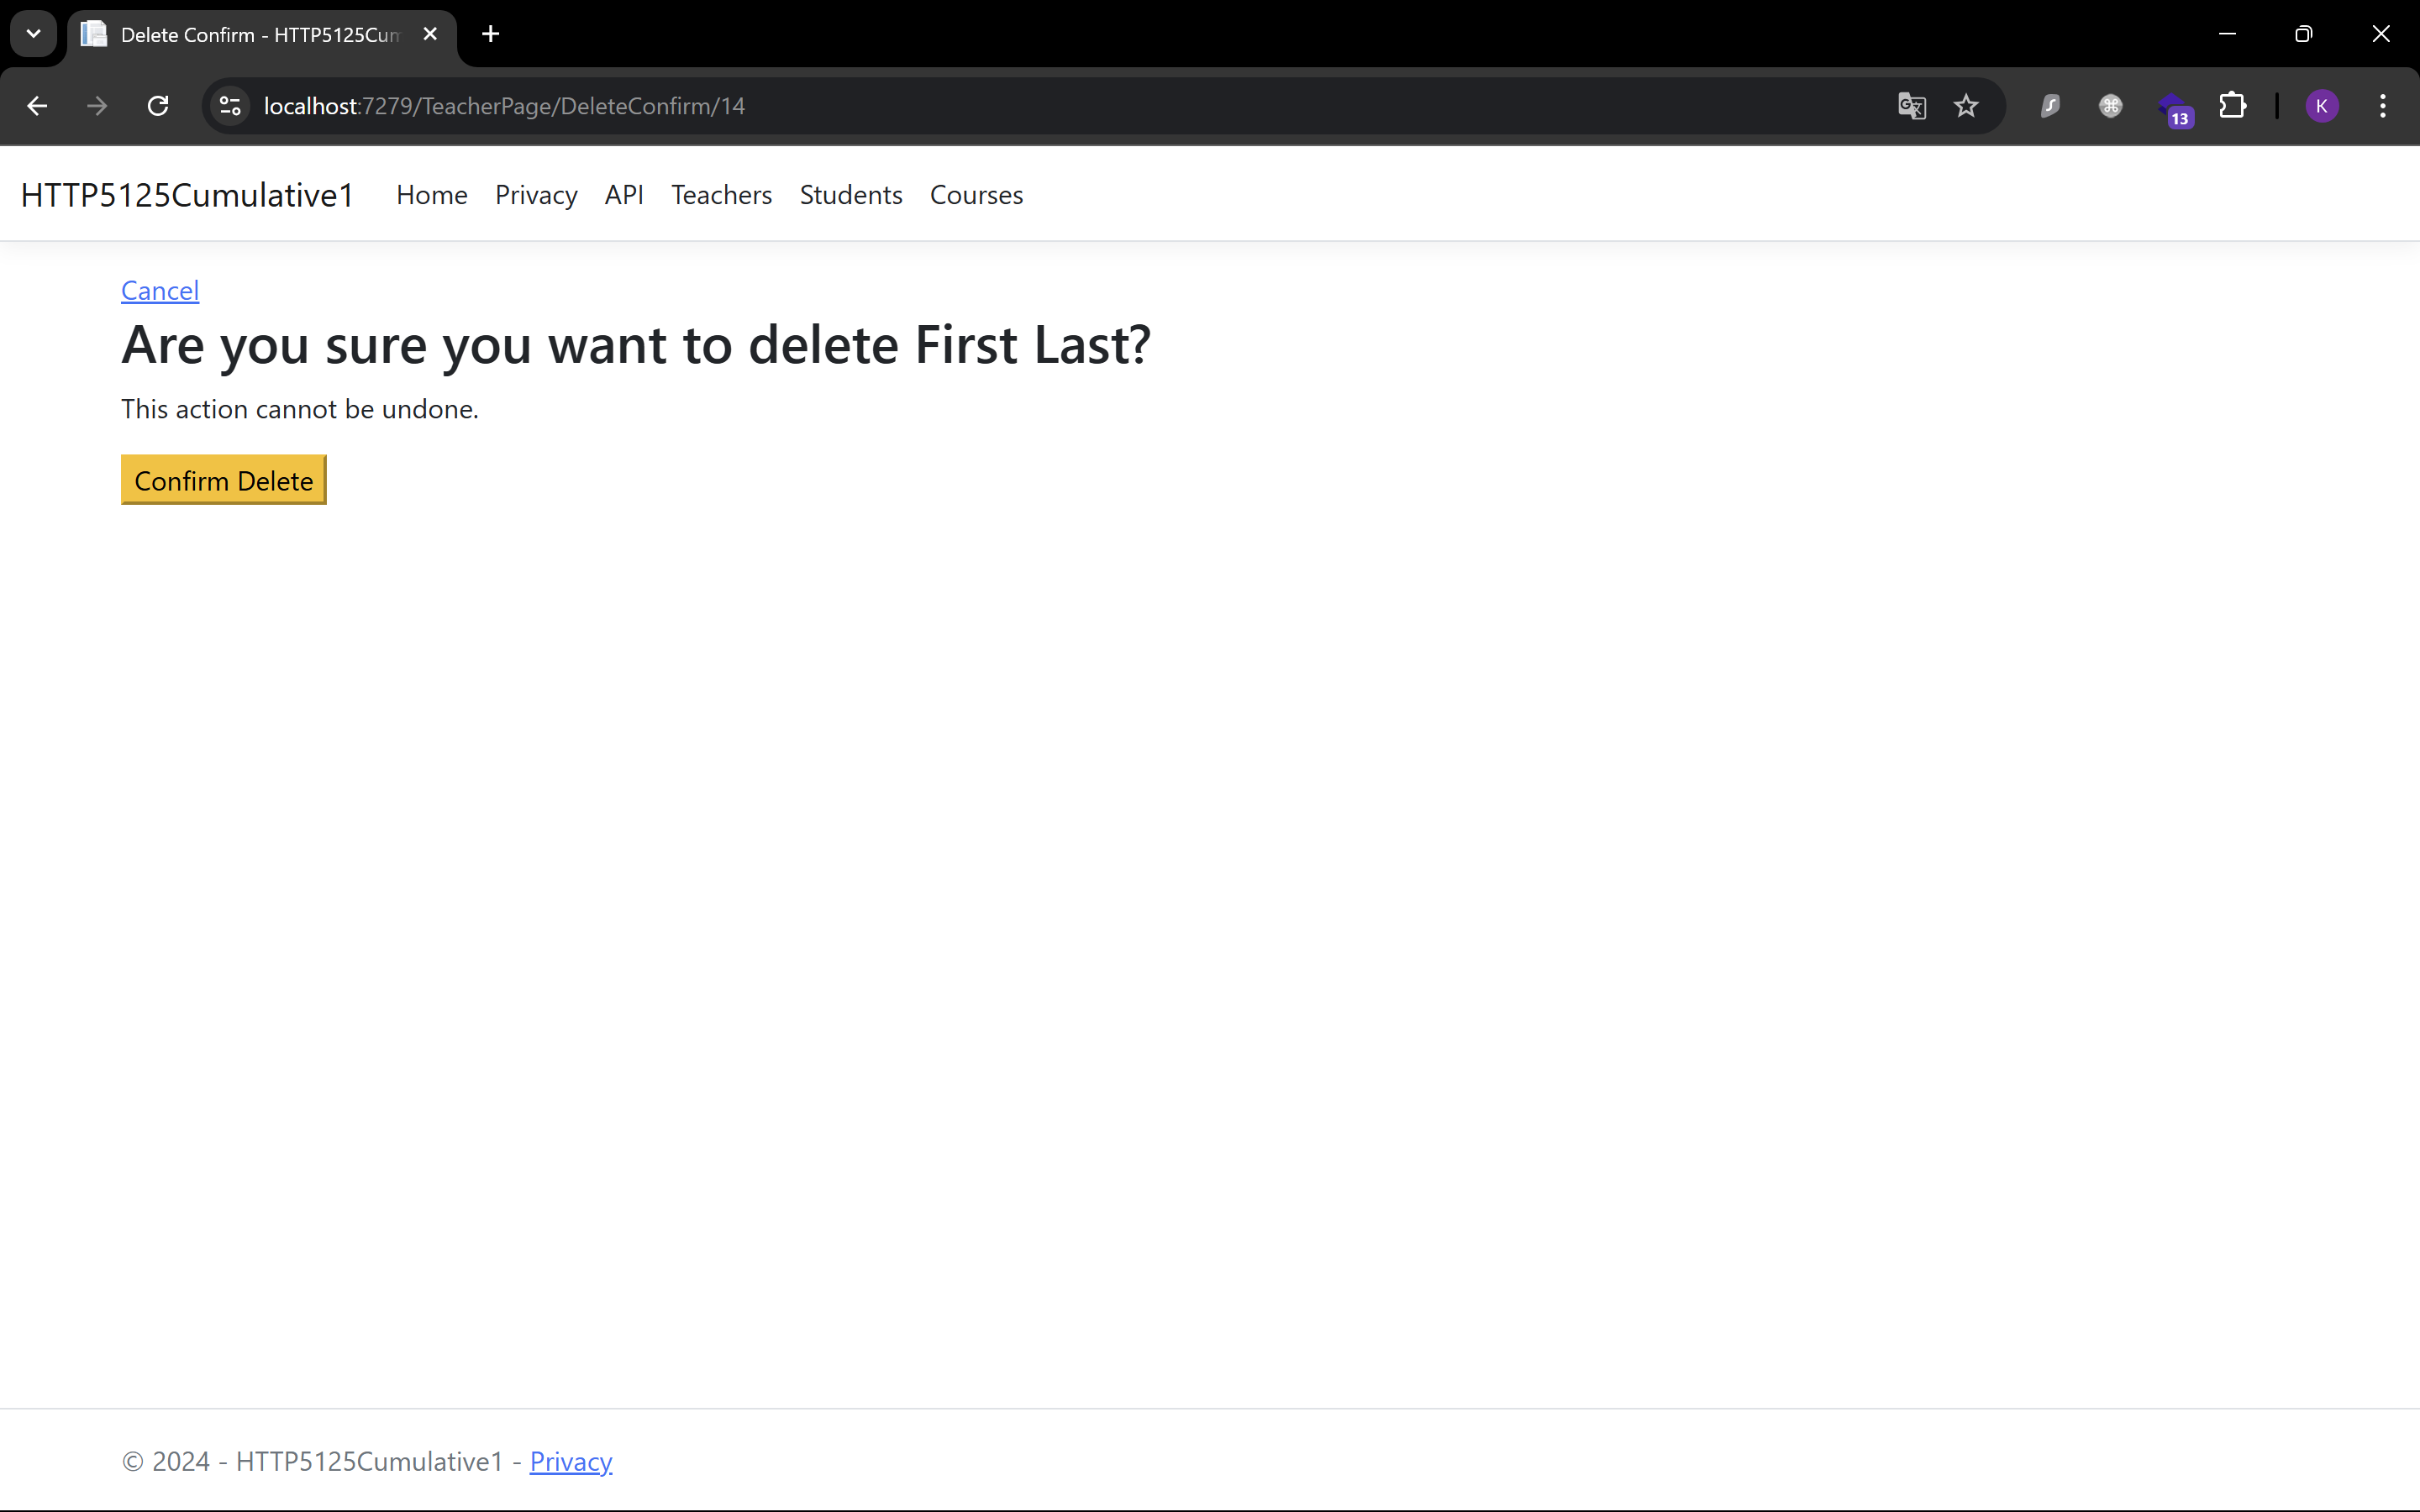 Delete Confirm - HTTP5125Cum
localhost:7279/TeacherPage/DeleteConfirm/14
13
K
HTTP5125Cumulative1 Home Privacy API Teachers Students Courses
Cancel
Are you sure you want to delete First Last?
This action cannot be undone.
Confirm Delete
© 2024 - HTTP5125Cumulative1 - Privacy